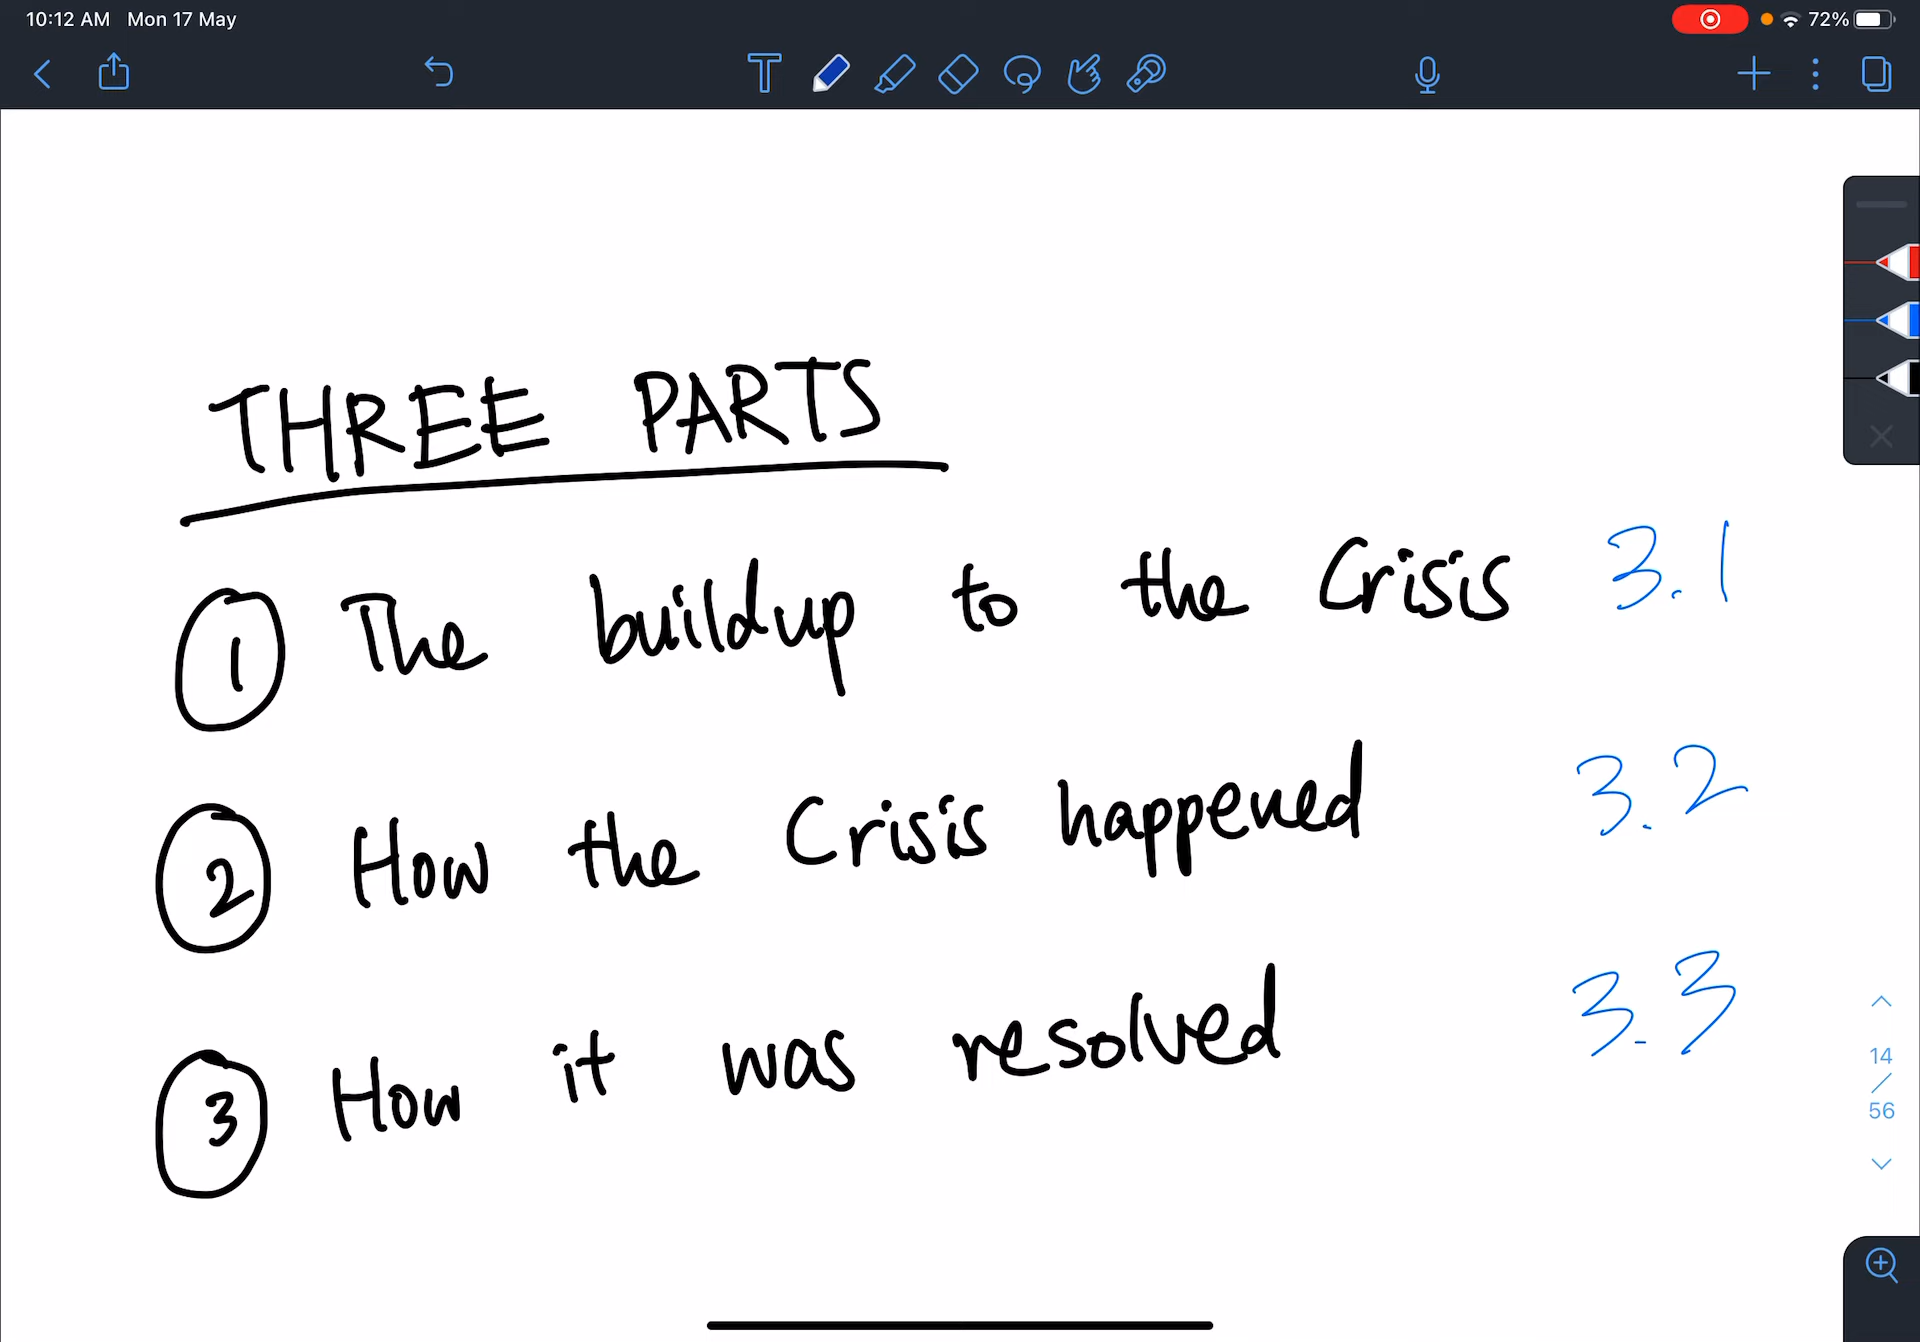 10:12 AM Mon 17 May 72%
THREE PARTS
1 The buildup to the Crisis 3.1
2 How the Crisis happened 3.2
3 How it was resolved 3.3
14
/
56